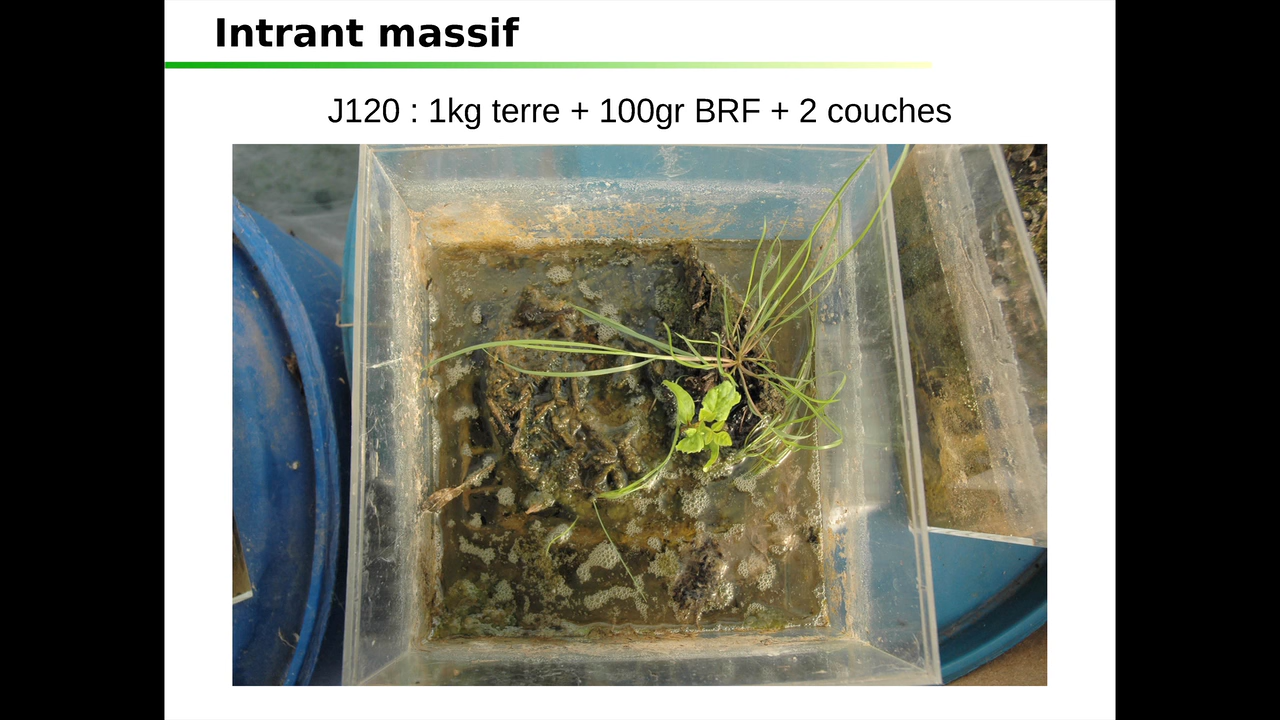 Intrant massif
J120 : 1kg terre + 100gr BRF + 2 couches